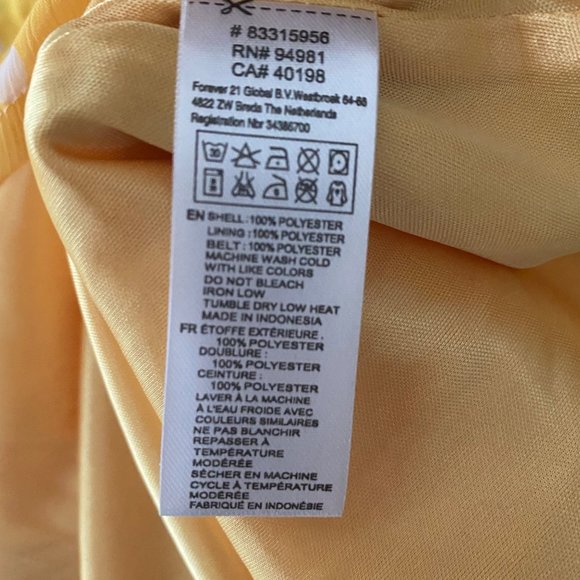 # 83315956
RN# 94981
CA# 40198
Forever 21 Global B.V. Westbroek 64-68
4822 ZW Breda The Netherlands
Registration Nbr 34386700
30
EN SHELL:100% POLYESTER
LINING :100% POLYESTER
BELT: 100% POLYESTER
MACHINE WASH COLD
WITH LIKE COLORS
DO NOT BLEACH
IRON LOW
TUMBLE DRY LOW HEAT
MADE IN INDONESIA
FR ÉTOFFE EXTÉRIEURE :
100% POLYESTER
DOUBLURE :
100% POLYESTER
CEINTURE :
100% POLYESTER
LAVER À LA MACHINE
À L'EAU FROIDE AVEC
COULEURS SIMILAIRES
NE PAS BLANCHIR
REPASSER À
TEMPÉRATURE
MODÉRÉE
SÉCHER EN MACHINE
CYCLE À TEMPÉRATURE
MODÉRÉE
FABRIQUÉ EN INDONÉSIE